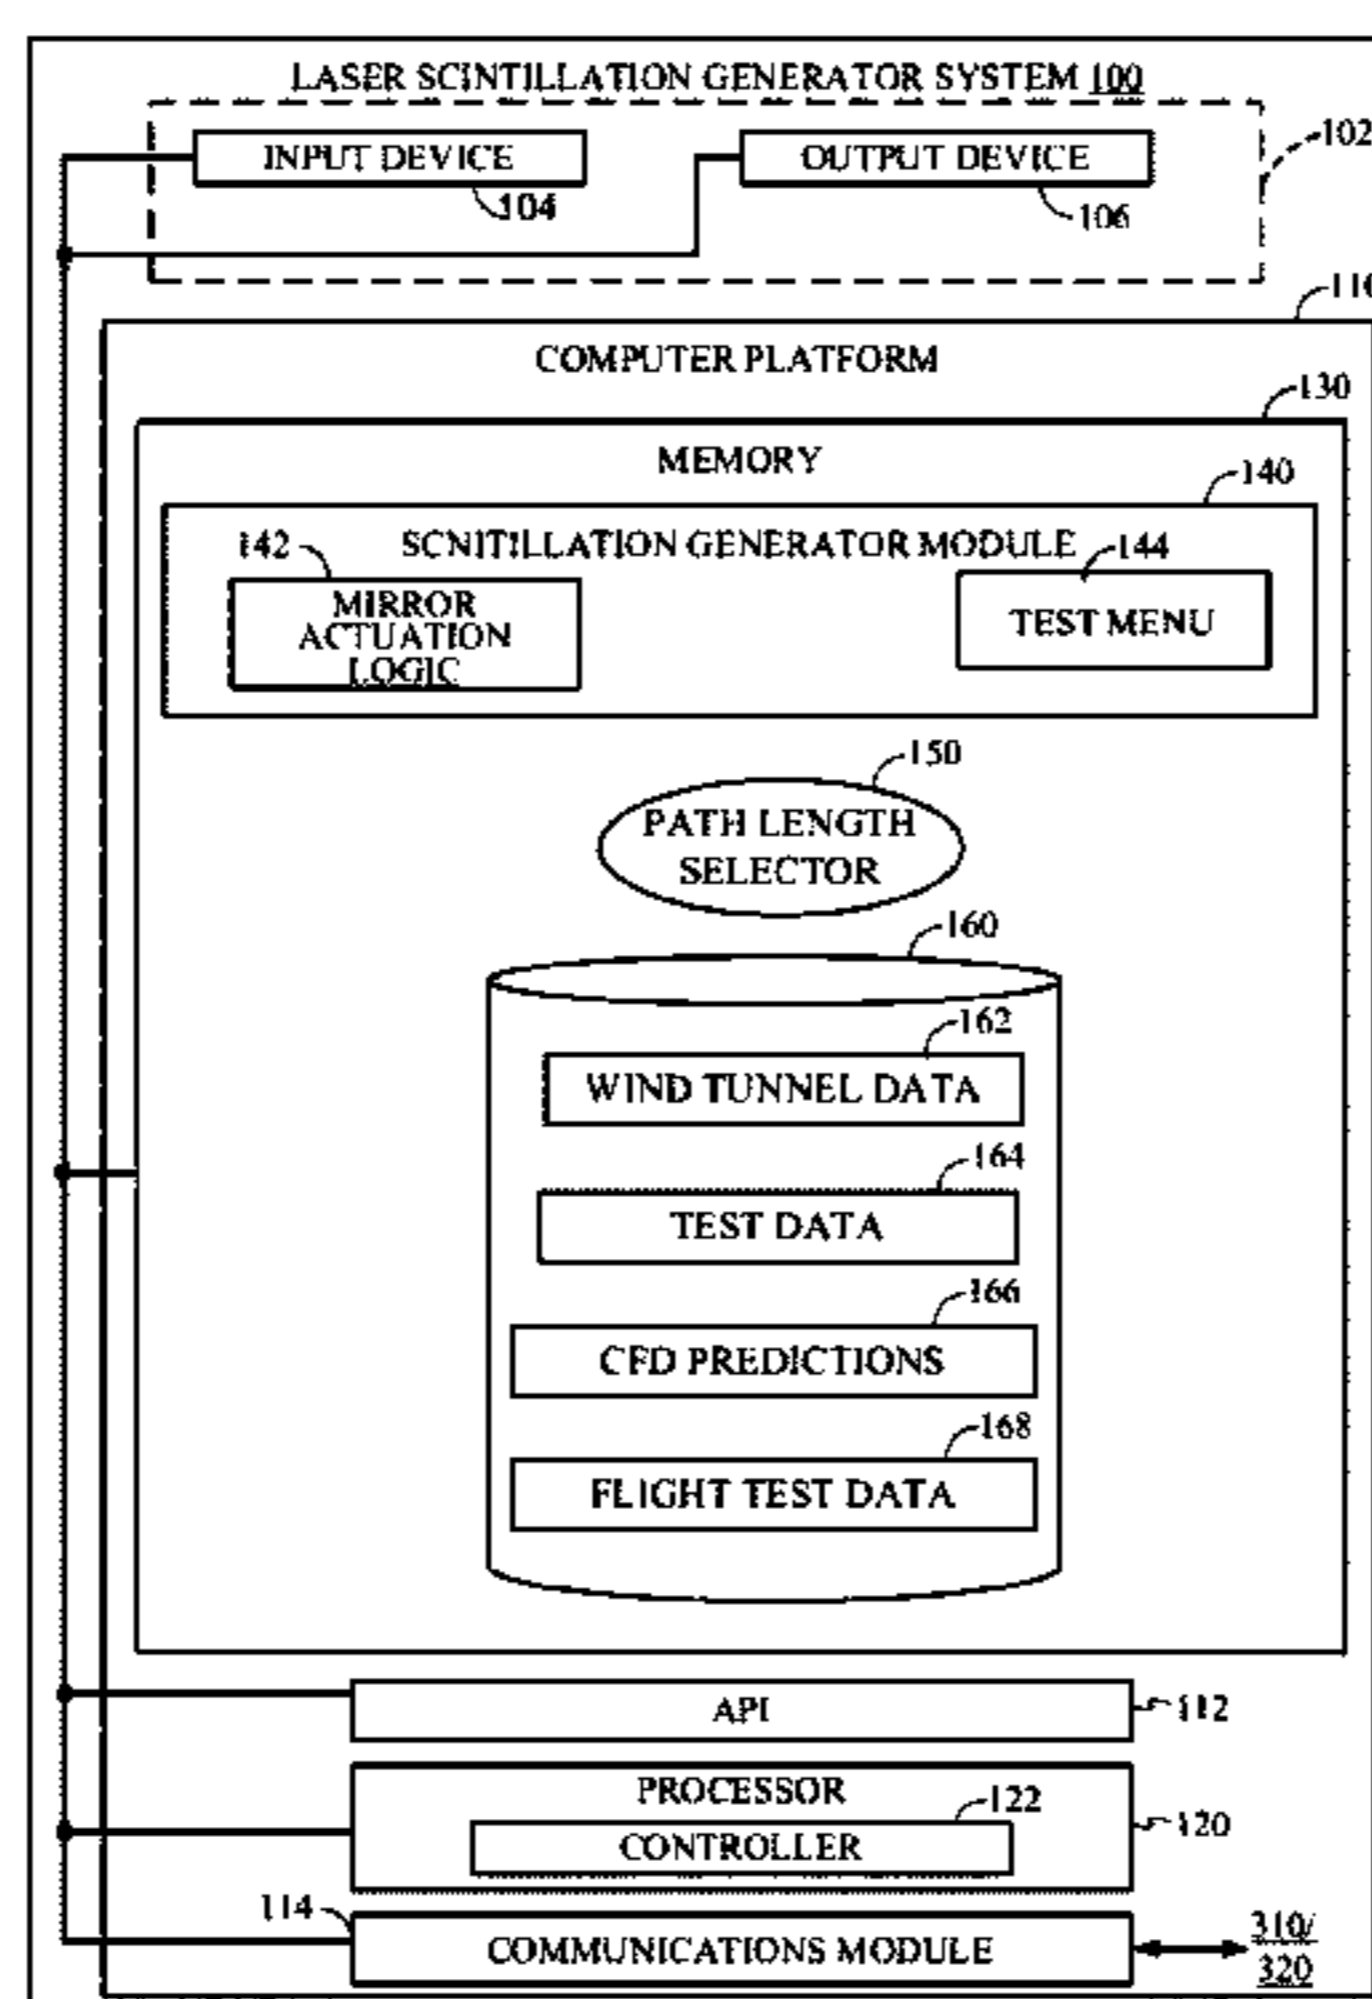 LASER SCINTILLATION GENERATOR SYSTEM 100
INPUT DEVICE
OUTPUT DEVICE
102
104
106
110
COMPUTER PLATFORM
130
MEMORY
140
142
SCNITILLATION GENERATOR MODULE
144
MIRROR
ACTUATION
LOGIC
TEST MENU
150
PATH LENGTH
SELECTOR
160
162
WIND TUNNEL DATA
164
TEST DATA
166
CFD PREDICTIONS
168
FLIGHT TEST DATA
API
112
PROCESSOR
122
CONTROLLER
120
114
COMMUNICATIONS MODULE
310/
320